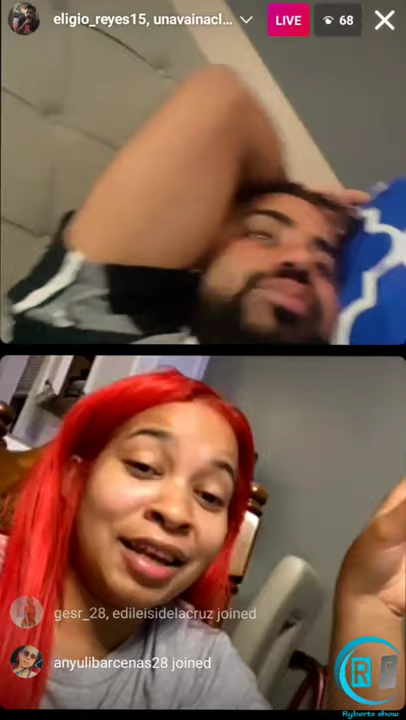 eligio_reyes15, unavainacl...
LIVE
68
gesr_28, edileisidelacruz joined
anyulibarcenas28 joined
R
Ryberts show